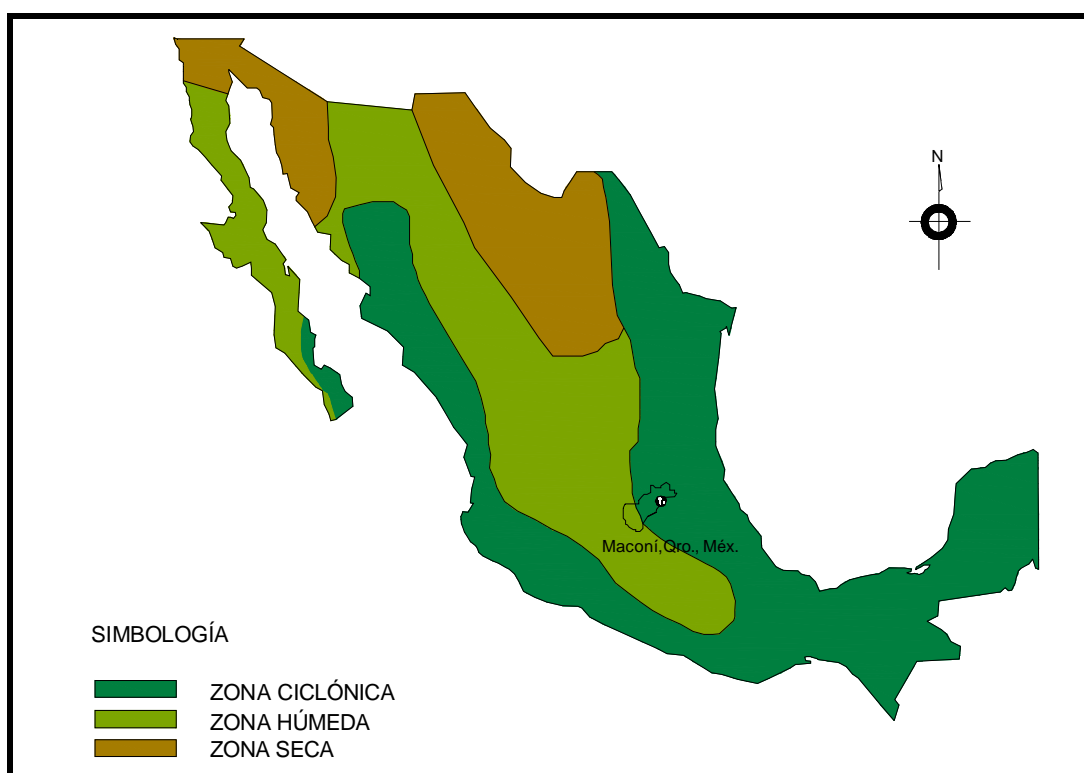 N
Maconí,Qro., Méx.
SIMBOLOGÍA
ZONA CICLÓNICA
ZONA HÚMEDA
ZONA SECA